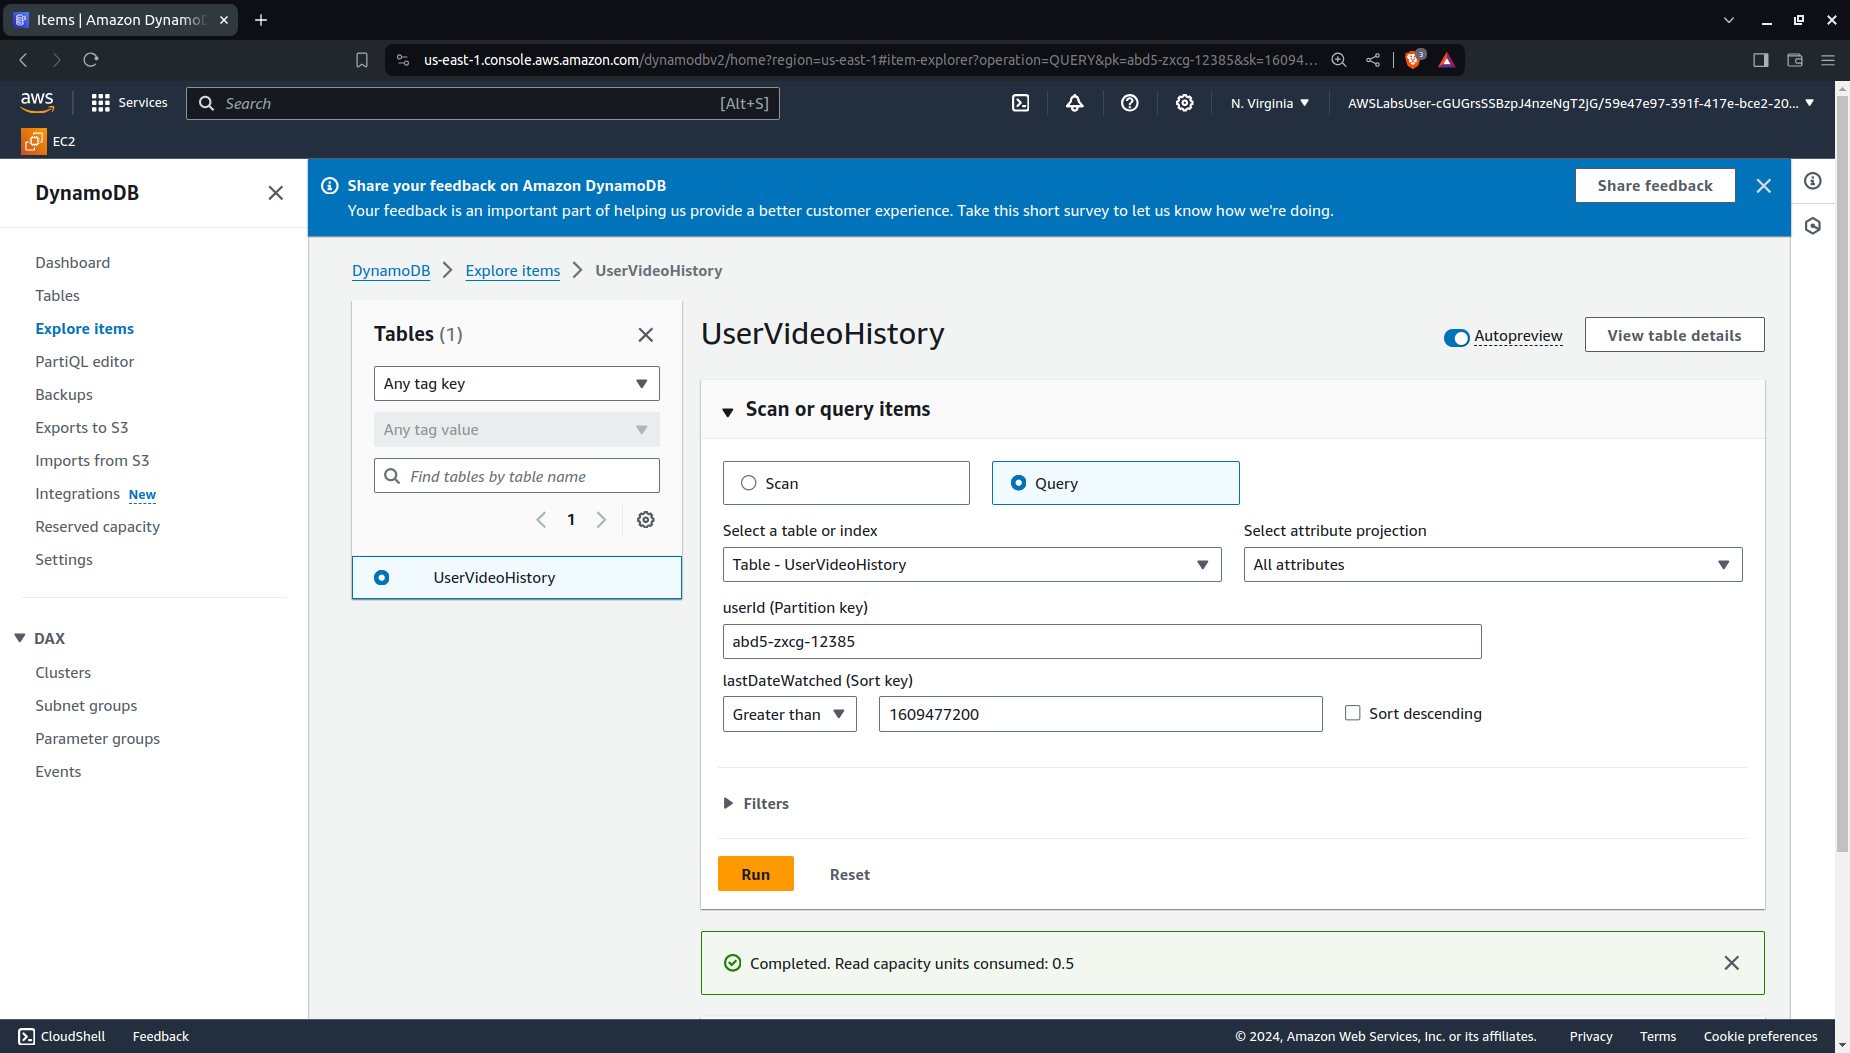 Items | Amazon Dynamo
us-east-1.console.aws.amazon.com/dynamodbv2/home?region=us-east-1#item-explorer?operation=QUERY&pk=abd5-zxcg-12385&sk=16094...
3
aws
Services
Search
[Alt+S]
N. Virginia
AWSLabsUser-cGUGrsSSBzpJ4nzeNgT2jG/59e47e97-391f-417e-bce2-20...
EC2
DynamoDB
Dashboard
Tables
Explore items
PartiQL editor
Backups
Exports to S3
Imports from S3
Integrations New
Reserved capacity
Settings
DAX
Clusters
Subnet groups
Parameter groups
Events
Share your feedback on Amazon DynamoDB
Your feedback is an important part of helping us provide a better customer experience. Take this short survey to let us know how we're doing.
Share feedback
DynamoDB
Explore items
UserVideoHistory
Tables (1)
Any tag key
Any tag value
Find tables by table name
1
UserVideoHistory
UserVideoHistory
Autopreview
View table details
Scan or query items
Scan
Query
Select a table or index
Select attribute projection
Table - UserVideoHistory
All attributes
userId (Partition key)
abd5-zxcg-12385
lastDateWatched (Sort key)
Greater than
1609477200
Sort descending
Filters
Run
Reset
Completed. Read capacity units consumed: 0.5
CloudShell
Feedback
© 2024, Amazon Web Services, Inc. or its affiliates.
Privacy
Terms
Cookie preferences